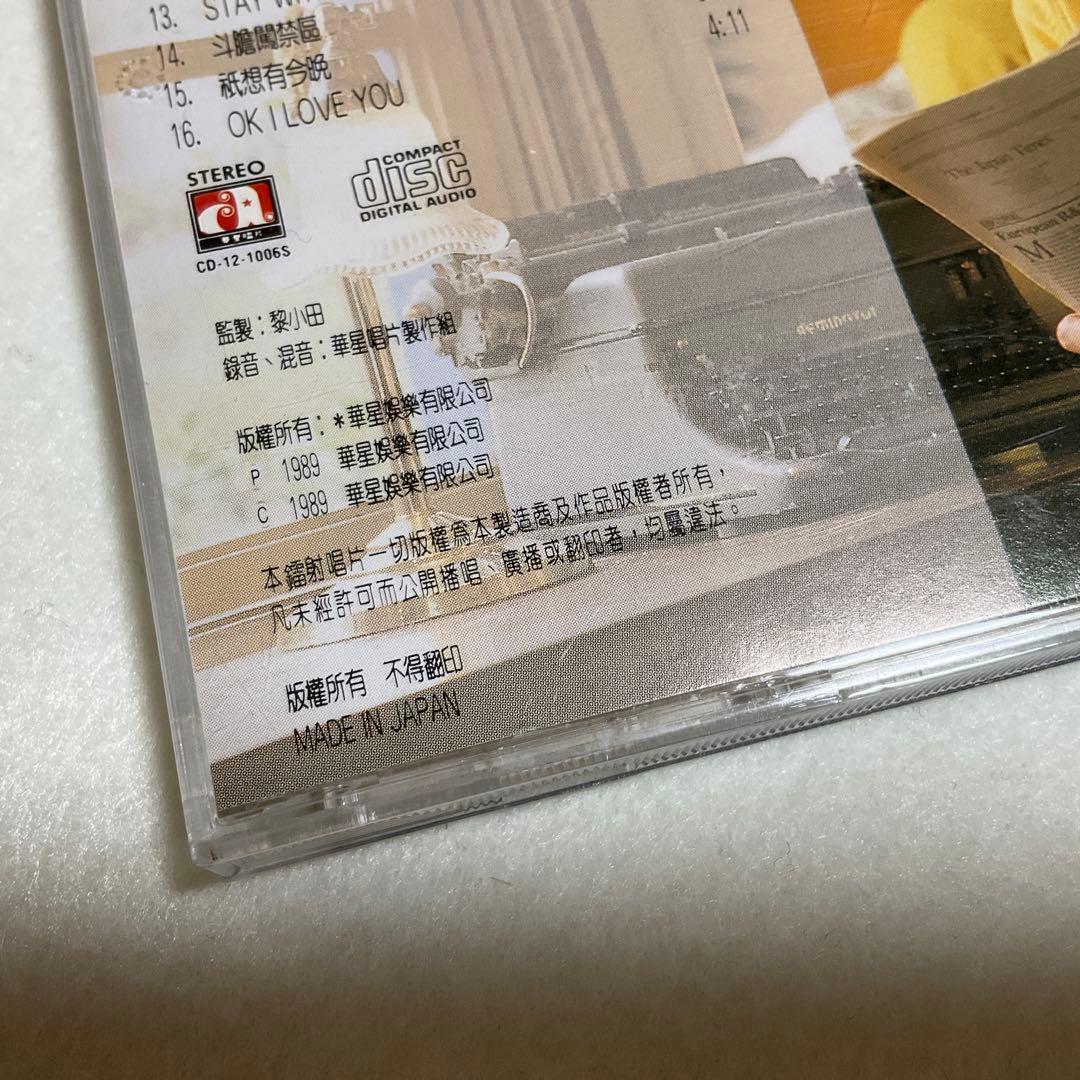 13. STAY
14. 斗膽闖禁區
4:11
15. 祇想有今晚
16. OK I LOVE YOU
STEREO
CD-12-1006S
COMPACT
disc
DIGITAL AUDIO
監製：黎小田
錄音、混音：華星唱片製作組
版權所有：*華星娛樂有限公司
P 1989 華星娛樂有限公司
C 1989 華星娛樂有限公司
本鐳射唱片一切版權為本製造商及作品版權者所有，
凡未經許可而公開播唱、廣播或翻印者，均屬違法。
版權所有 不得翻印
MADE IN JAPAN
The Japan Times
European
M